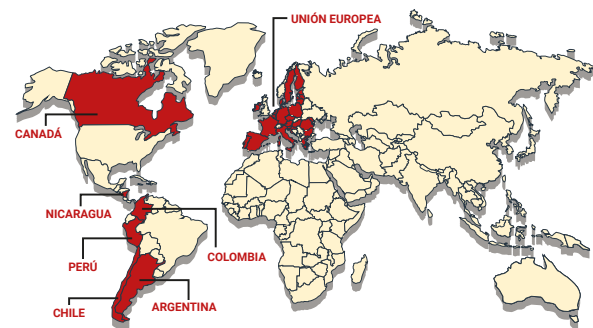 UNIÓN EUROPEA
CANADÁ
NICARAGUA
COLOMBIA
PERÚ
CHILE
ARGENTINA